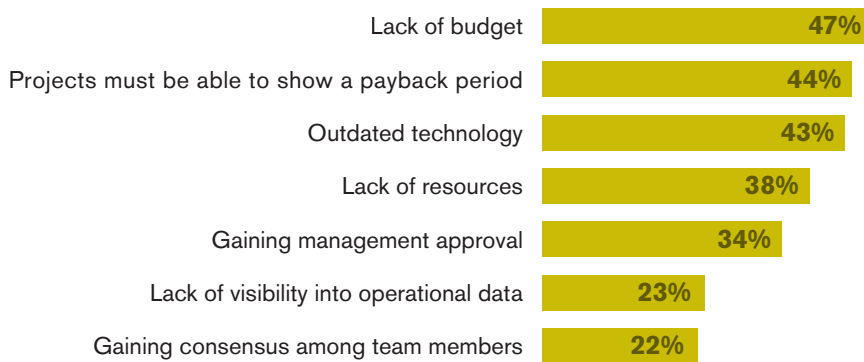 Lack of budget 47%
Projects must be able to show a payback period 44%
Outdated technology 43%
Lack of resources 38%
Gaining management approval 34%
Lack of visibility into operational data 23%
Gaining consensus among team members 22%